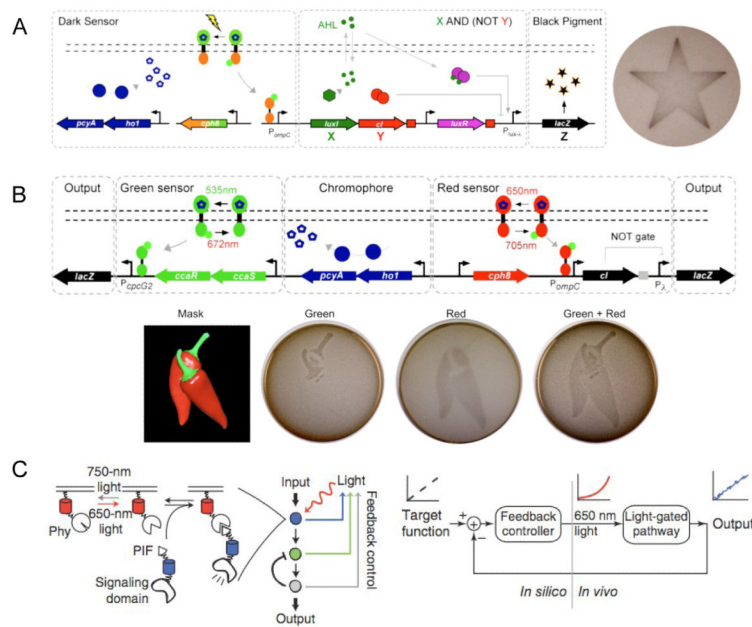 A
Dark Sensor
X AND (NOT Y)
Black Pigment
AHL
pcyA
ho1
cph8
PompC
luxI
cI
luxR
Pluxλ
lacZ
X
Y
Z
B
Output
Green sensor
535nm
672nm
Chromophore
Red sensor
650nm
705nm
NOT gate
Output
lacZ
PcpcG2
ccaR
ccaS
pcyA
ho1
cph8
PompC
cI
Pλ
lacZ
Mask
Green
Red
Green + Red
C
750-nm
light
650-nm
light
Phy
PIF
Signaling
domain
Input
Light
Feedback control
Output
Target
function
+
+
−
Feedback
controller
650 nm
light
Light-gated
pathway
Output
In silico
In vivo